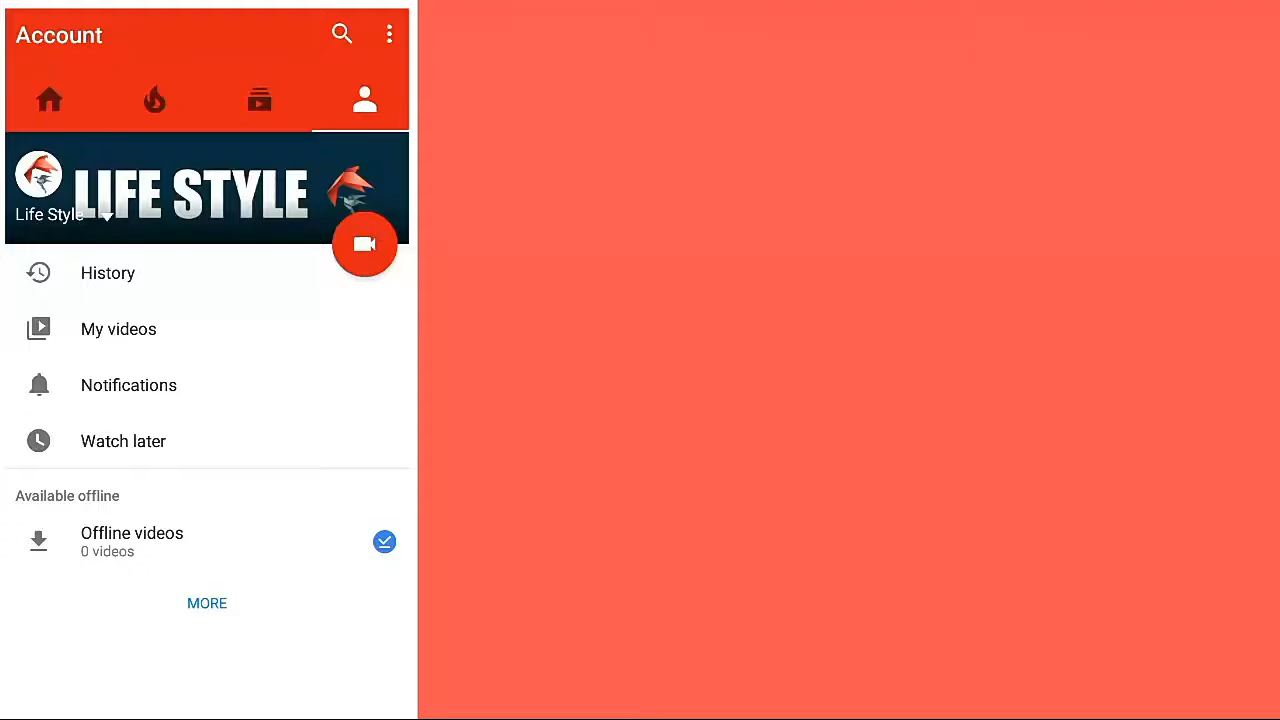 Account
LIFE STYLE
Life Style
History
My videos
Notifications
Watch later
Available offline
Offline videos
0 videos
MORE